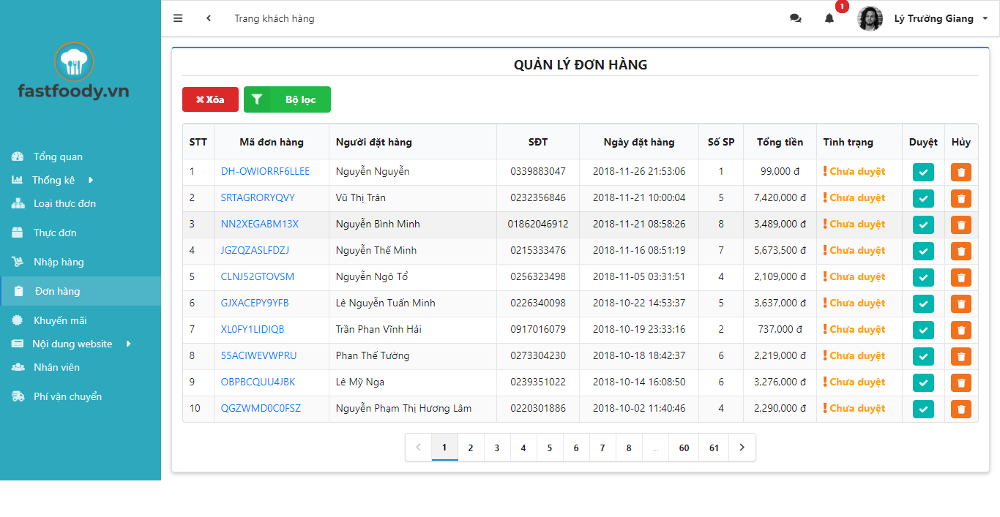 Trang khách hàng
1
Lý Trường Giang
fastfoody.vn
Tổng quan
Thống kê
Loại thực đơn
Thực đơn
Nhập hàng
Đơn hàng
Khuyến mãi
Nội dung website
Nhân viên
Phí vận chuyển
QUẢN LÝ ĐƠN HÀNG
Xóa Bộ lọc
STT Mã đơn hàng Người đặt hàng SĐT Ngày đặt hàng Số SP Tổng tiền Tình trạng Duyệt Hủy
1 DH-OWIORRF6LLEE Nguyễn Nguyễn 0339883047 2018-11-26 21:53:06 1 99,000 đ Chưa duyệt
2 SRTAGRORYQVY Vũ Thị Trân 0232356846 2018-11-21 10:00:04 5 7,420,000 đ Chưa duyệt
3 NN2XEGABM13X Nguyễn Bình Minh 01862046912 2018-11-21 08:58:26 8 3,489,000 đ Chưa duyệt
4 JGZQZASLFDZJ Nguyễn Thế Minh 0215333476 2018-11-16 08:51:19 7 5,673,500 đ Chưa duyệt
5 CLNJ52GTOVSM Nguyễn Ngô Tổ 0256323498 2018-11-05 03:31:51 4 2,109,000 đ Chưa duyệt
6 GJXACEPY9YFB Lê Nguyễn Tuấn Minh 0226340098 2018-10-22 14:53:37 5 3,637,000 đ Chưa duyệt
7 XL0FY1LIDIQB Trần Phan Vĩnh Hải 0917016079 2018-10-19 23:33:16 2 737,000 đ Chưa duyệt
8 55ACIWEVWPRU Phan Thế Tường 0273304230 2018-10-18 18:42:37 6 2,219,000 đ Chưa duyệt
9 OBPBCQUU4JBK Lê Mỹ Nga 0239351022 2018-10-14 16:08:50 6 3,276,000 đ Chưa duyệt
10 QGZWMD0C0FSZ Nguyễn Phạm Thị Hương Lâm 0220301886 2018-10-02 11:40:46 4 2,290,000 đ Chưa duyệt
1 2 3 4 5 6 7 8 ... 60 61